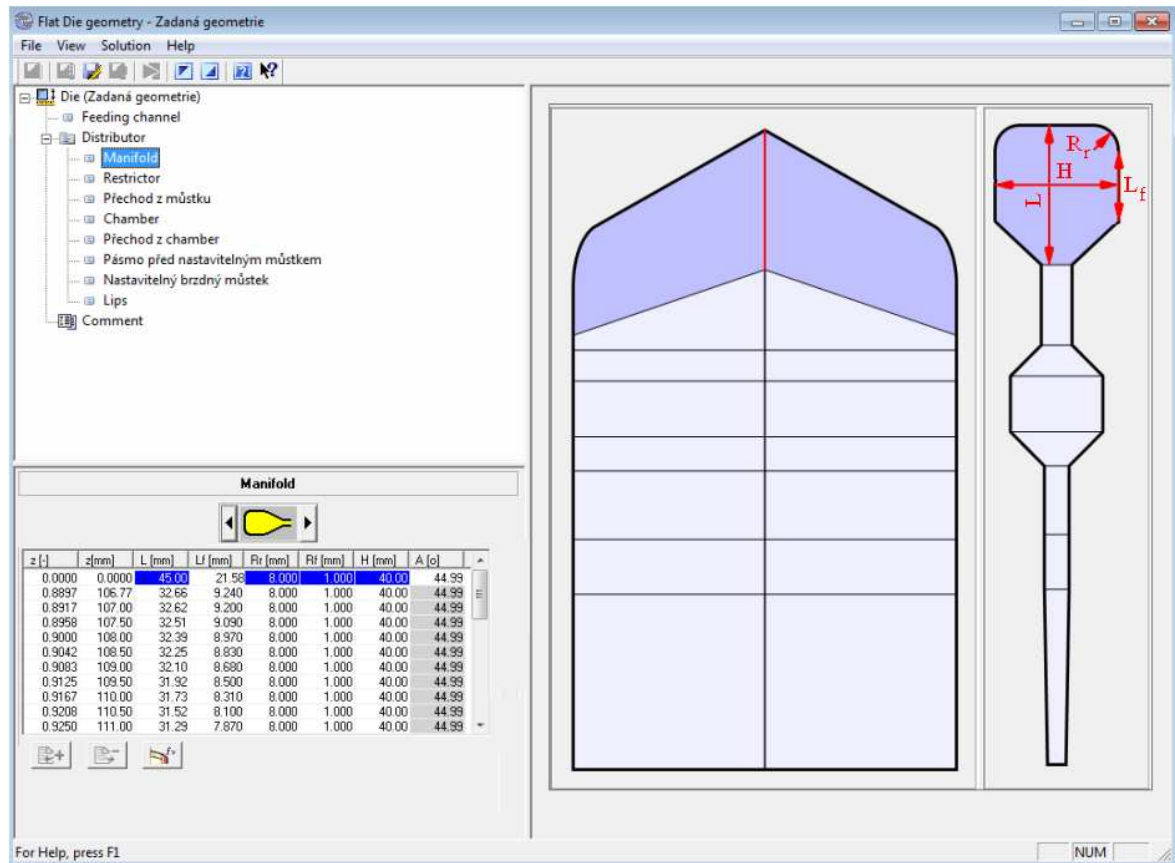 Flat Die geometry - Zadaná geometrie
File View Solution Help
Die (Zadaná geometrie)
Feeding channel
Distributor
Manifold
Restrictor
Přechod z můstku
Chamber
Přechod z chamber
Pásmo před nastavitelným můstkem
Nastavitelný brzdný můstek
Lips
Comment
Manifold
z [-] z[mm] L [mm] Lf [mm] Rr [mm] Rf [mm] H [mm] A [o]
0.0000 0.0000 45.00 21.58 8.000 1.000 40.00 44.99
0.8897 106.77 32.66 9.240 8.000 1.000 40.00 44.99
0.8917 107.00 32.62 9.200 8.000 1.000 40.00 44.99
0.8958 107.50 32.51 9.090 8.000 1.000 40.00 44.99
0.9000 108.00 32.39 8.970 8.000 1.000 40.00 44.99
0.9042 108.50 32.25 8.830 8.000 1.000 40.00 44.99
0.9083 109.00 32.10 8.680 8.000 1.000 40.00 44.99
0.9125 109.50 31.92 8.500 8.000 1.000 40.00 44.99
0.9167 110.00 31.73 8.310 8.000 1.000 40.00 44.99
0.9208 110.50 31.52 8.100 8.000 1.000 40.00 44.99
0.9250 111.00 31.29 7.870 8.000 1.000 40.00 44.99
Rr
H
L
Lf
For Help, press F1
NUM